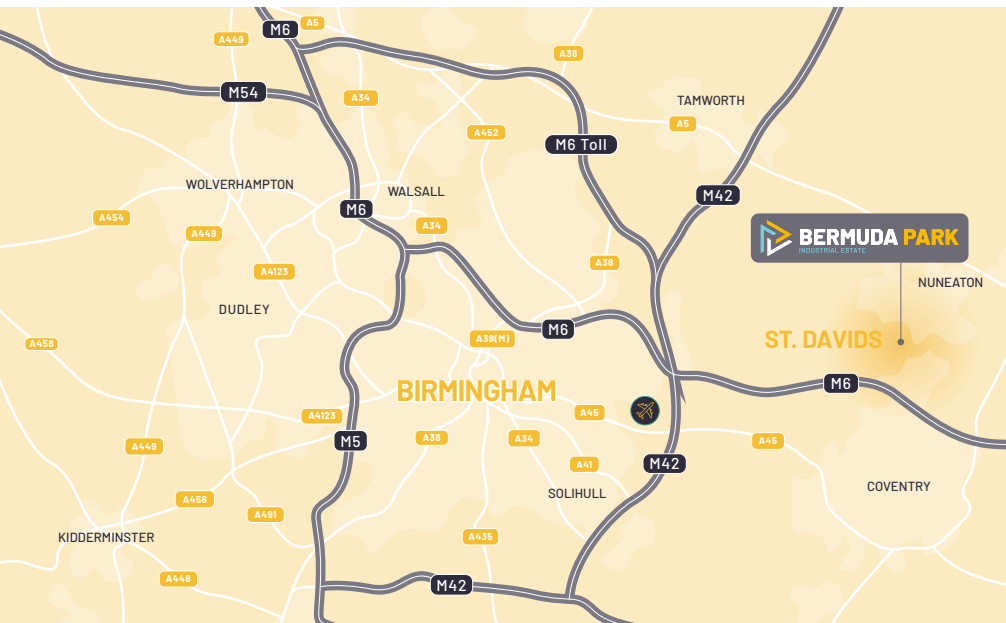 M6
A5
A449
A38
M54
A34
TAMWORTH
A5
A452
M6 Toll
WOLVERHAMPTON
WALSALL
M42
M6
A454
A34
A449
BERMUDA PARK
INDUSTRIAL ESTATE
A38
A4123
NUNEATON
DUDLEY
M6
A38(M)
ST. DAVIDS
A458
M6
BIRMINGHAM
A45
A4123
M5
A38
A34
A45
A449
A41
M42
COVENTRY
SOLIHULL
A456
A491
KIDDERMINSTER
A435
A448
M42